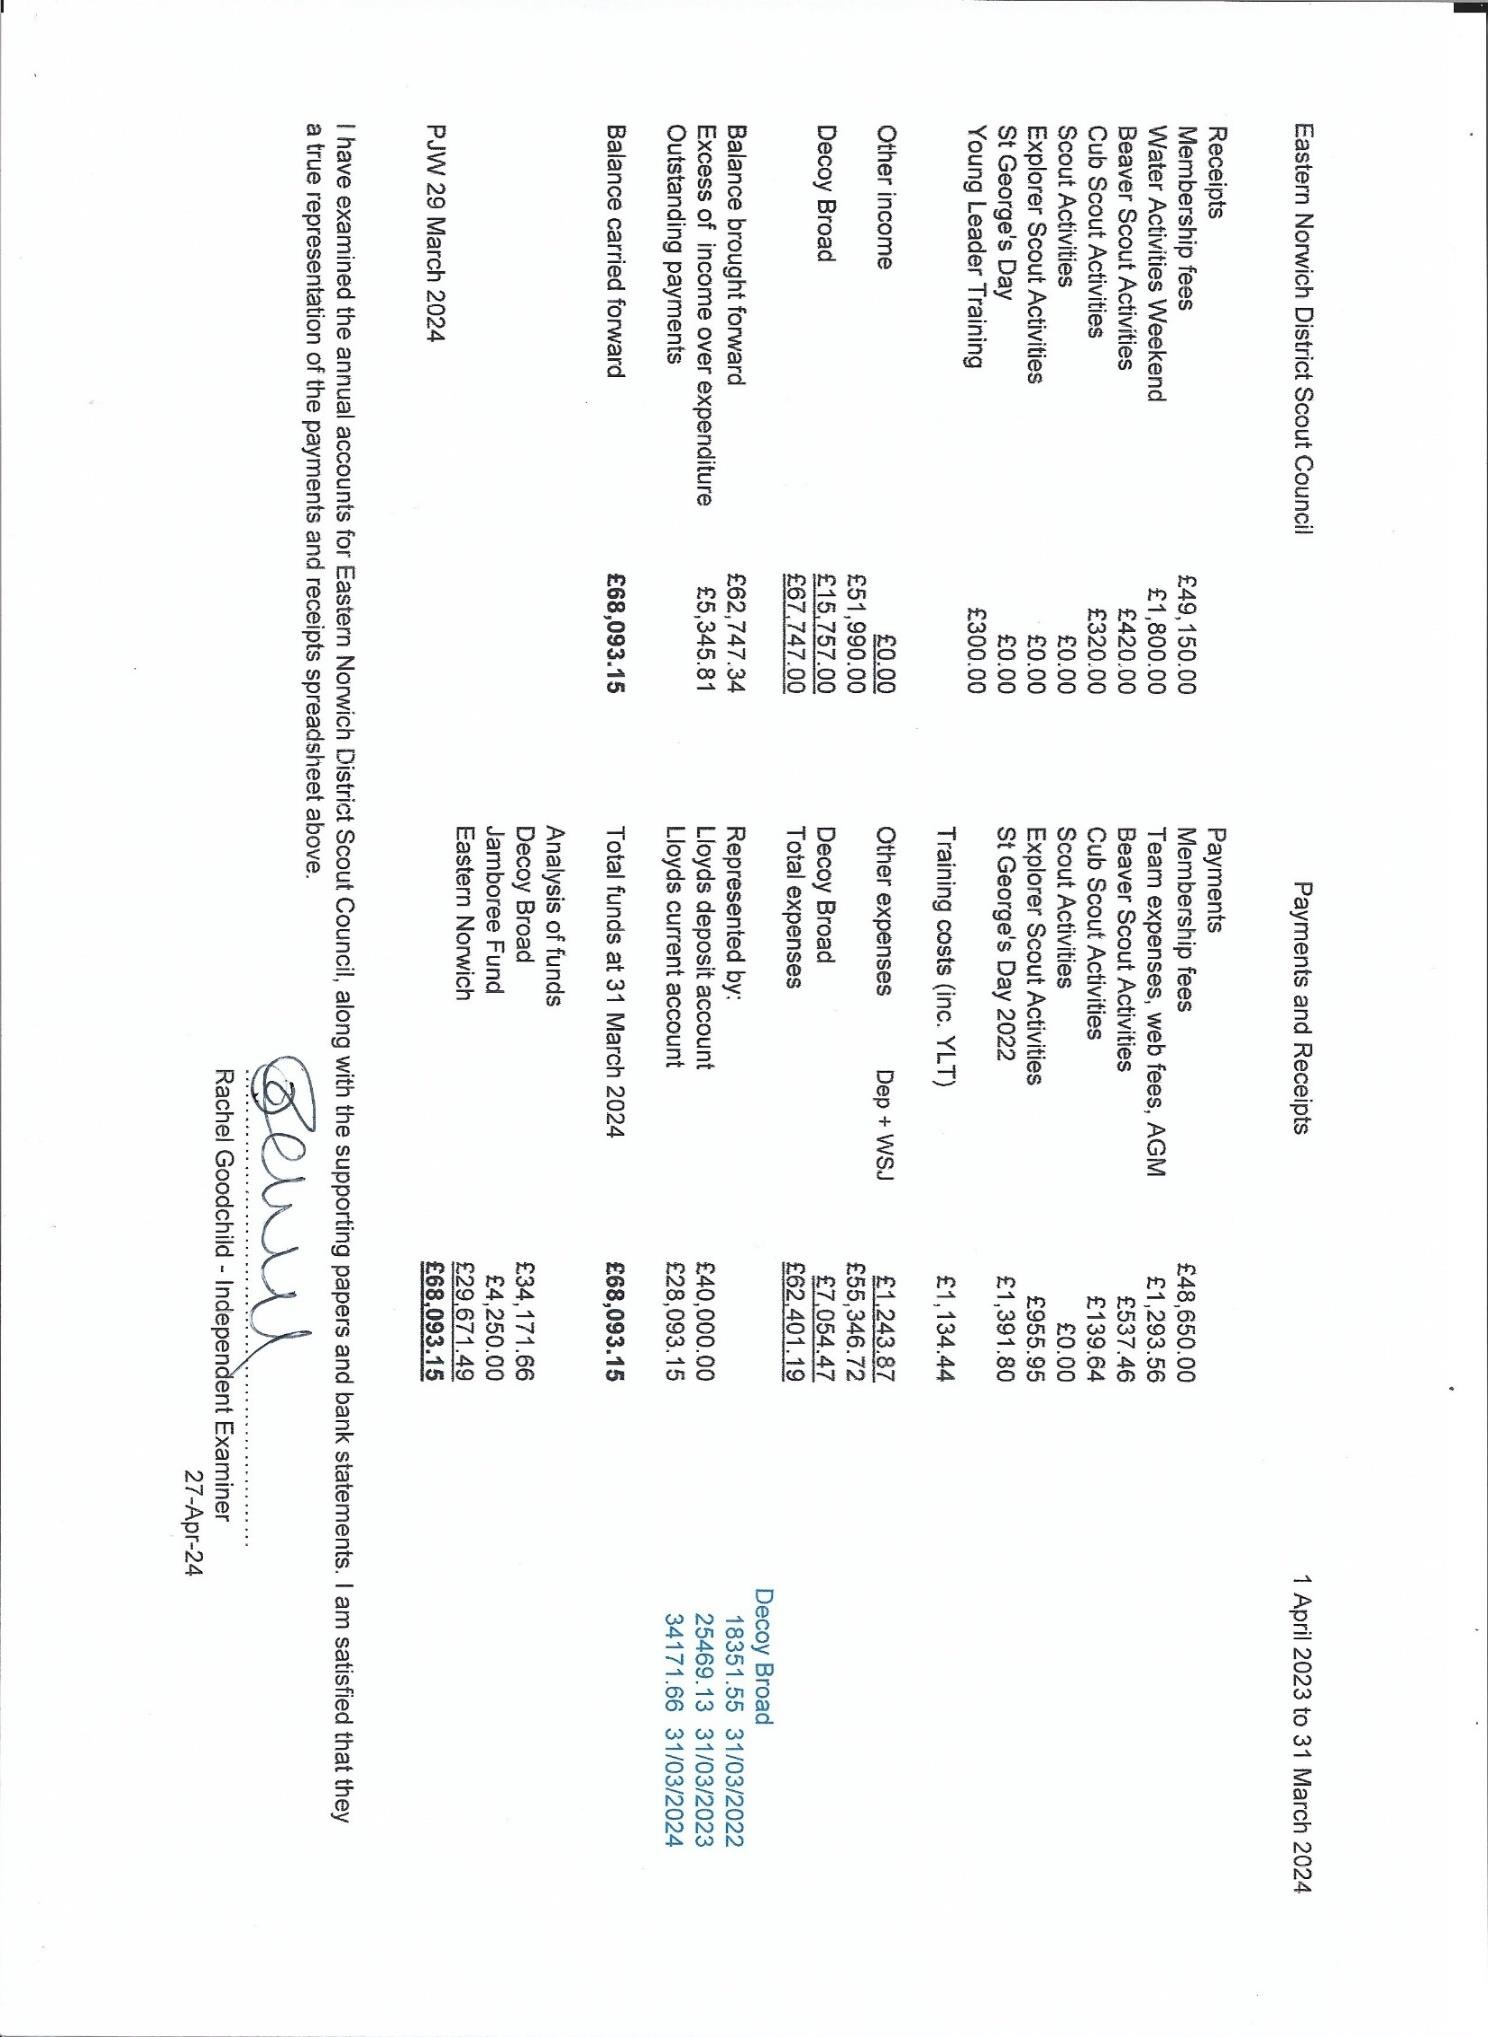 Eastern Norwich District Scout Council Payments and Receipts 1 April 2023 to 31 March 2024
Receipts Payments
Membership fees £49,150.00 Membership fees £48,650.00
Water Activities Weekend £1,800.00 Team expenses, web fees, AGM £1,293.56
Beaver Scout Activities £420.00 Beaver Scout Activities £537.46
Cub Scout Activities £320.00 Cub Scout Activities £139.64
Scout Activities £0.00 Scout Activities £0.00
Explorer Scout Activities £0.00 Explorer Scout Activities £955.95
St George's Day £0.00 St George's Day 2022 £1,391.80
Young Leader Training £300.00
Training costs (inc. YLT) £1,134.44
Other income £0.00 Other expenses Dep + WSJ £1,243.87
£51,990.00 £55,346.72
Decoy Broad £15,757.00 Decoy Broad £7,054.47
£67,747.00 Total expenses £62,401.19
Decoy Broad
Balance brought forward £62,747.34 Represented by: 18351.55 31/03/2022
Excess of income over expenditure £5,345.81 Lloyds deposit account £40,000.00 25469.13 31/03/2023
Outstanding payments Lloyds current account £28,093.15 34171.66 31/03/2024
Balance carried forward £68,093.15 Total funds at 31 March 2024 £68,093.15
Analysis of funds
Decoy Broad £34,171.66
Jamboree Fund £4,250.00
Eastern Norwich £29,671.49
PJW 29 March 2024 £68,093.15
I have examined the annual accounts for Eastern Norwich District Scout Council, along with the supporting papers and bank statements. I am satisfied that they
a true representation of the payments and receipts spreadsheet above.
Rachel Goodchild - Independent Examiner
27-Apr-24